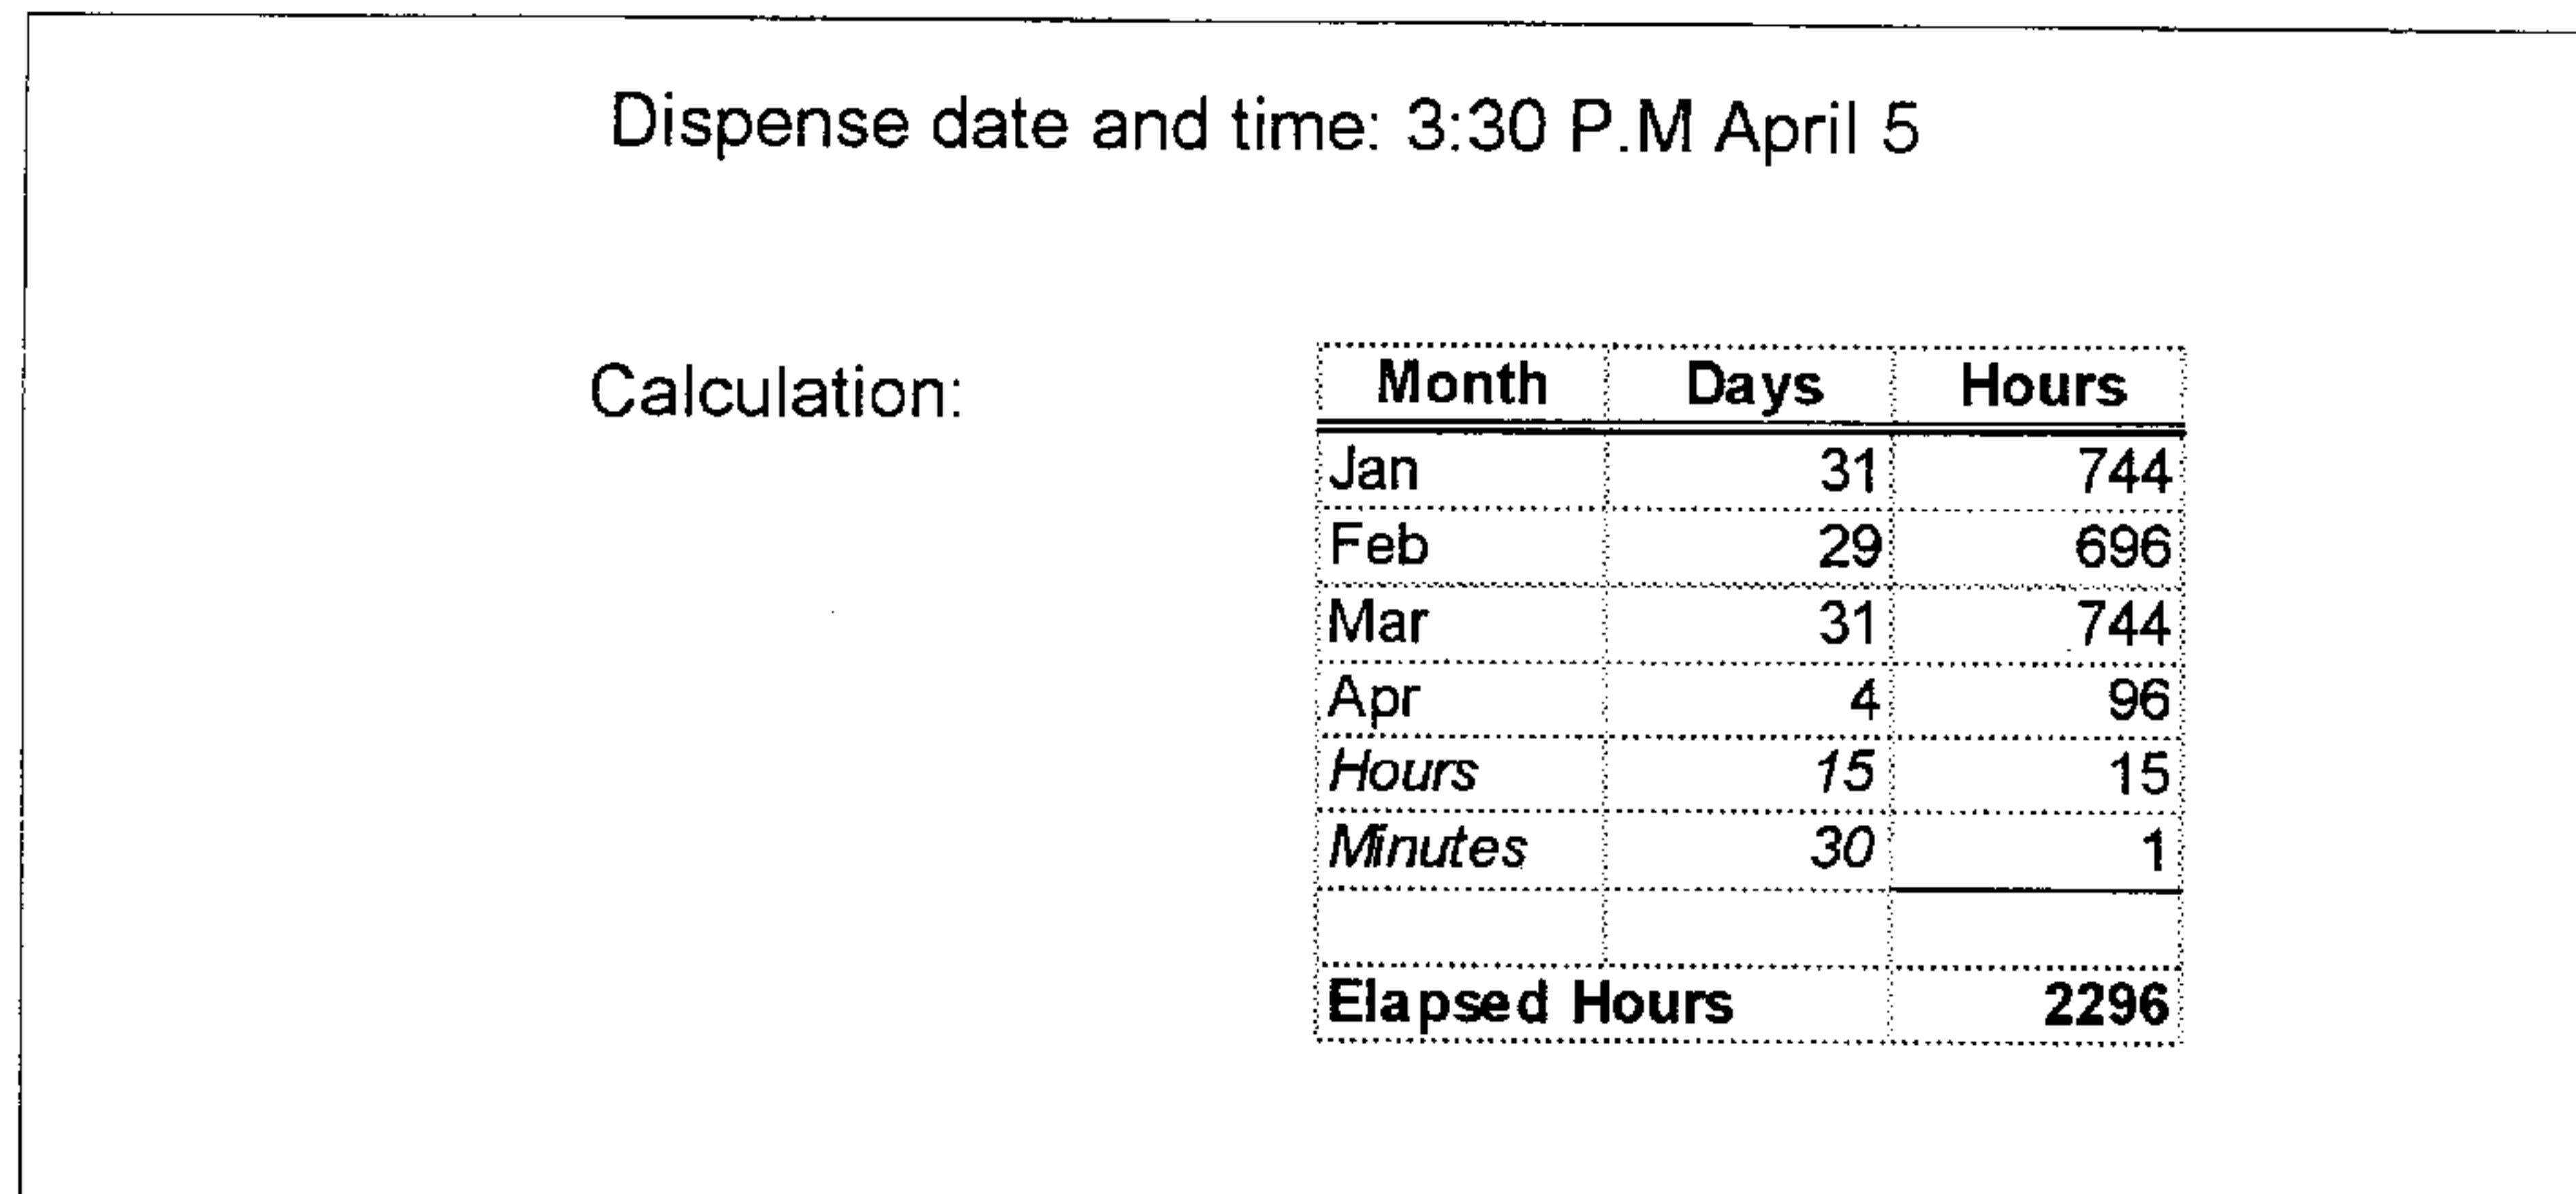 Dispense date and time: 3:30 P.M April 5
Calculation:
Month Days Hours
Jan 31 744
Feb 29 696
Mar 31 744
Apr 4 96
Hours 15 15
Minutes 30 1
Elapsed Hours 2296